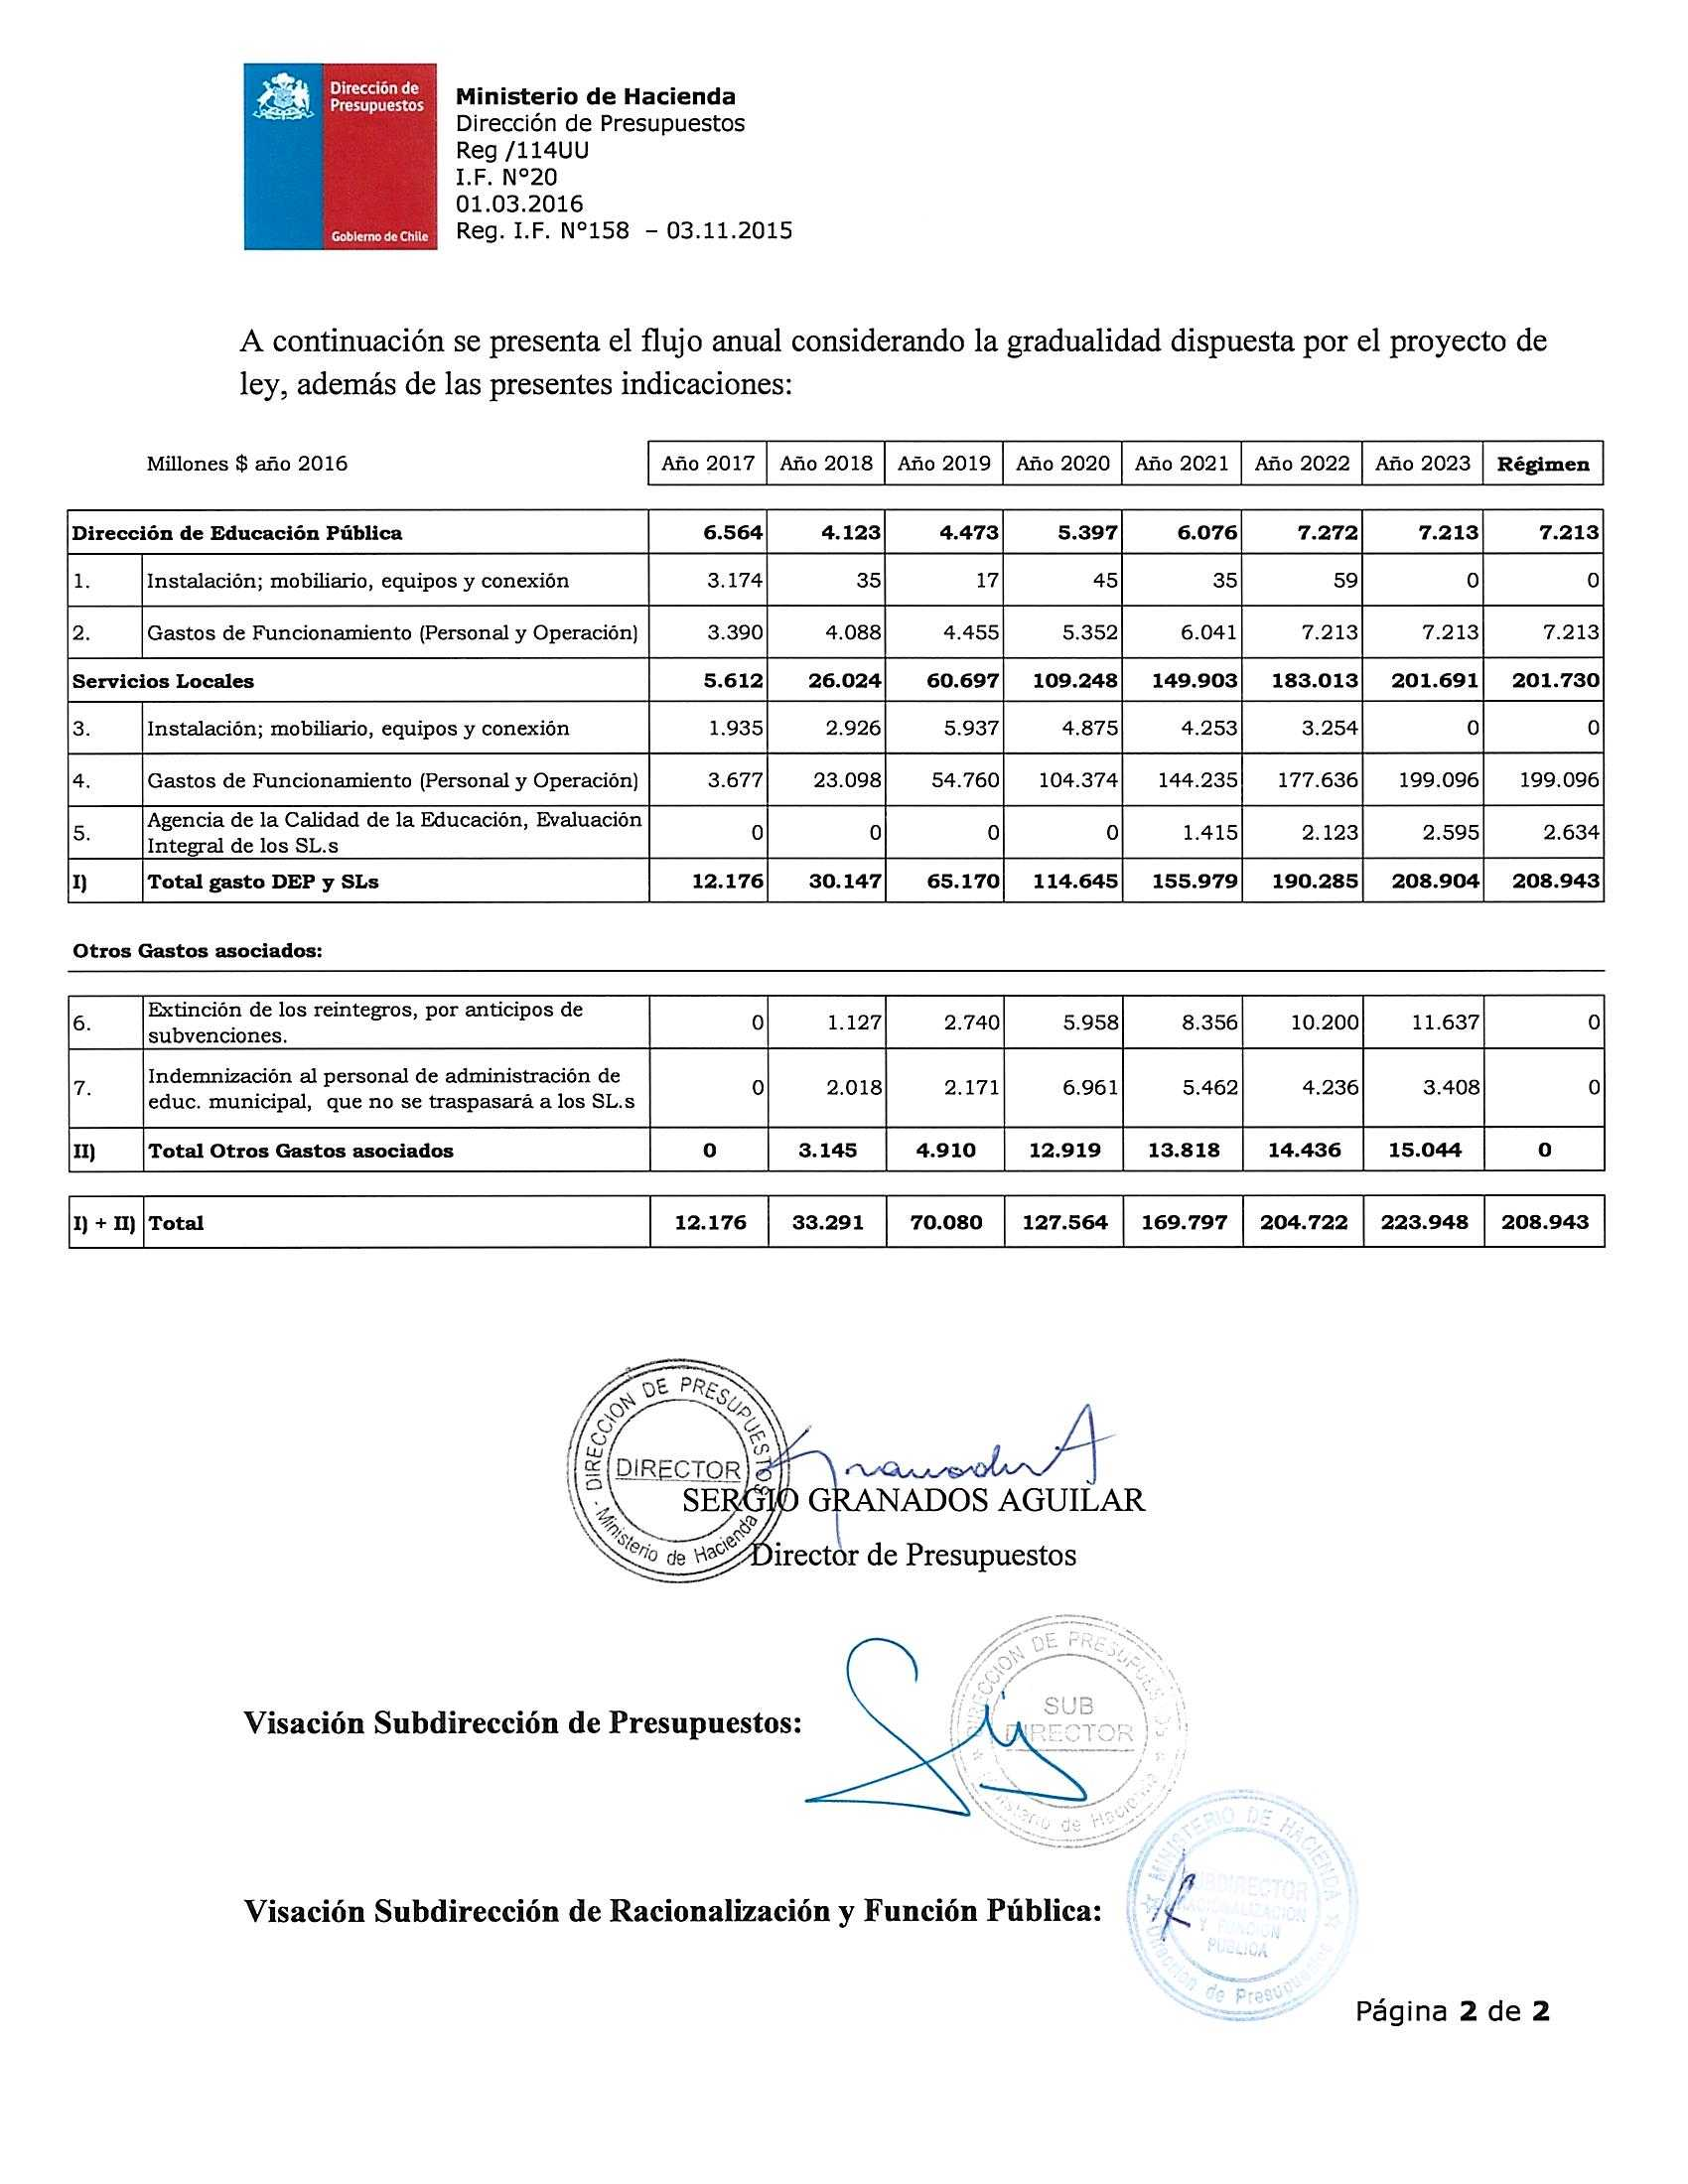 Dirección de
Presupuestos
Gobierno de Chile
Ministerio de Hacienda
Dirección de Presupuestos
Reg /114UU
I.F. N°20
01.03.2016
Reg. I.F. N°158 – 03.11.2015
A continuación se presenta el flujo anual considerando la gradualidad dispuesta por el proyecto de
ley, además de las presentes indicaciones:
Millones $ año 2016 Año 2017 Año 2018 Año 2019 Año 2020 Año 2021 Año 2022 Año 2023 Régimen
Dirección de Educación Pública 6.564 4.123 4.473 5.397 6.076 7.272 7.213 7.213
1. Instalación; mobiliario, equipos y conexión 3.174 35 17 45 35 59 0 0
2. Gastos de Funcionamiento (Personal y Operación) 3.390 4.088 4.455 5.352 6.041 7.213 7.213 7.213
Servicios Locales 5.612 26.024 60.697 109.248 149.903 183.013 201.691 201.730
3. Instalación; mobiliario, equipos y conexión 1.935 2.926 5.937 4.875 4.253 3.254 0 0
4. Gastos de Funcionamiento (Personal y Operación) 3.677 23.098 54.760 104.374 144.235 177.636 199.096 199.096
5. Agencia de la Calidad de la Educación, Evaluación
Integral de los SL.s 0 0 0 0 1.415 2.123 2.595 2.634
I) Total gasto DEP y SLs 12.176 30.147 65.170 114.645 155.979 190.285 208.904 208.943
Otros Gastos asociados:
6. Extinción de los reintegros, por anticipos de
subvenciones. 0 1.127 2.740 5.958 8.356 10.200 11.637 0
7. Indemnización al personal de administración de
educ. municipal, que no se traspasará a los SL.s 0 2.018 2.171 6.961 5.462 4.236 3.408 0
II) Total Otros Gastos asociados 0 3.145 4.910 12.919 13.818 14.436 15.044 0
I) + II) Total 12.176 33.291 70.080 127.564 169.797 204.722 223.948 208.943
DIRECCION DE PRESUPUESTOS
DIRECTOR
Ministerio de Hacienda
SERGIO GRANADOS AGUILAR
Director de Presupuestos
Visación Subdirección de Presupuestos:
DIRECCION DE
SUB
DIRECTOR
de
Visación Subdirección de Racionalización y Función Pública:
MINISTERIO DE HACIENDA
Y FUNCION
PUBLICA
de
Página 2 de 2